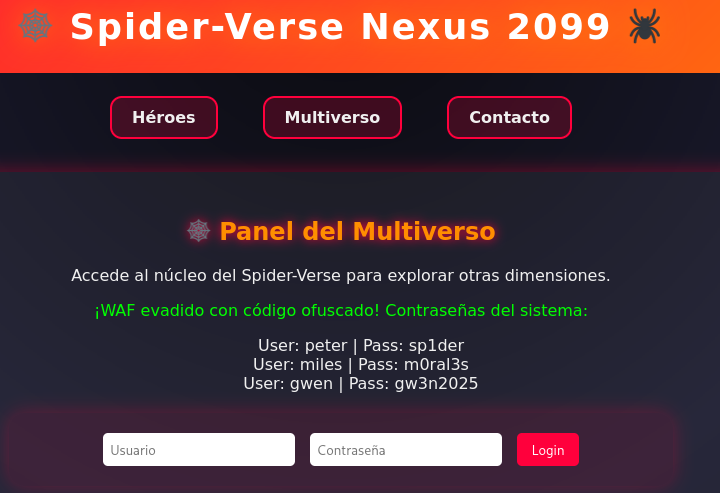 🕸️ Spider-Verse Nexus 2099 🕷️
Héroes Multiverso Contacto
🕸️ Panel del Multiverso
Accede al núcleo del Spider-Verse para explorar otras dimensiones.
¡WAF evadido con código ofuscado! Contraseñas del sistema:
User: peter | Pass: sp1der
User: miles | Pass: m0ral3s
User: gwen | Pass: gw3n2025
Usuario Contraseña Login